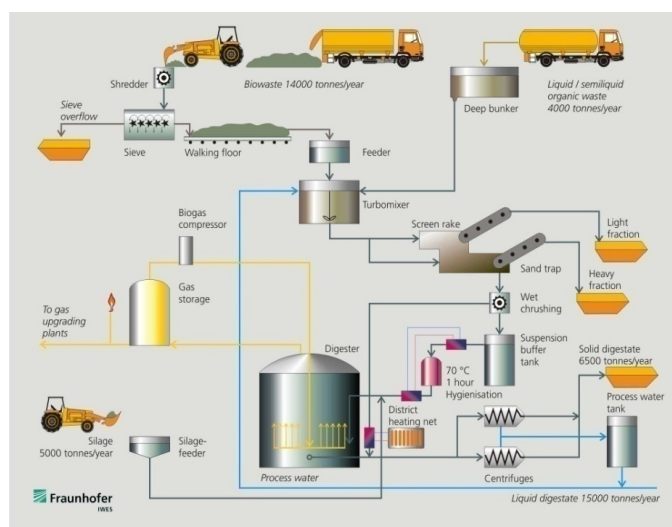 Shredder
Biowaste 14000 tonnes/year
Liquid / semiliquid
organic waste
4000 tonnes/year
Deep bunker
Sieve
overflow
Sieve
Walking floor
Feeder
Turbomixer
Biogas
compressor
Screen rake
Light
fraction
Sand trap
Heavy
fraction
Gas
storage
To gas
upgrading
plants
Wet
chrushing
Digester
Suspension
buffer
tank
70 °C
1 hour
Hygienisation
Solid digestate
6500 tonnes/year
Process water
tank
District
heating net
Silage
5000 tonnes/year
Silage-
feeder
Process water
Centrifuges
Liquid digestate 15000 tonnes/year
Fraunhofer
IWES